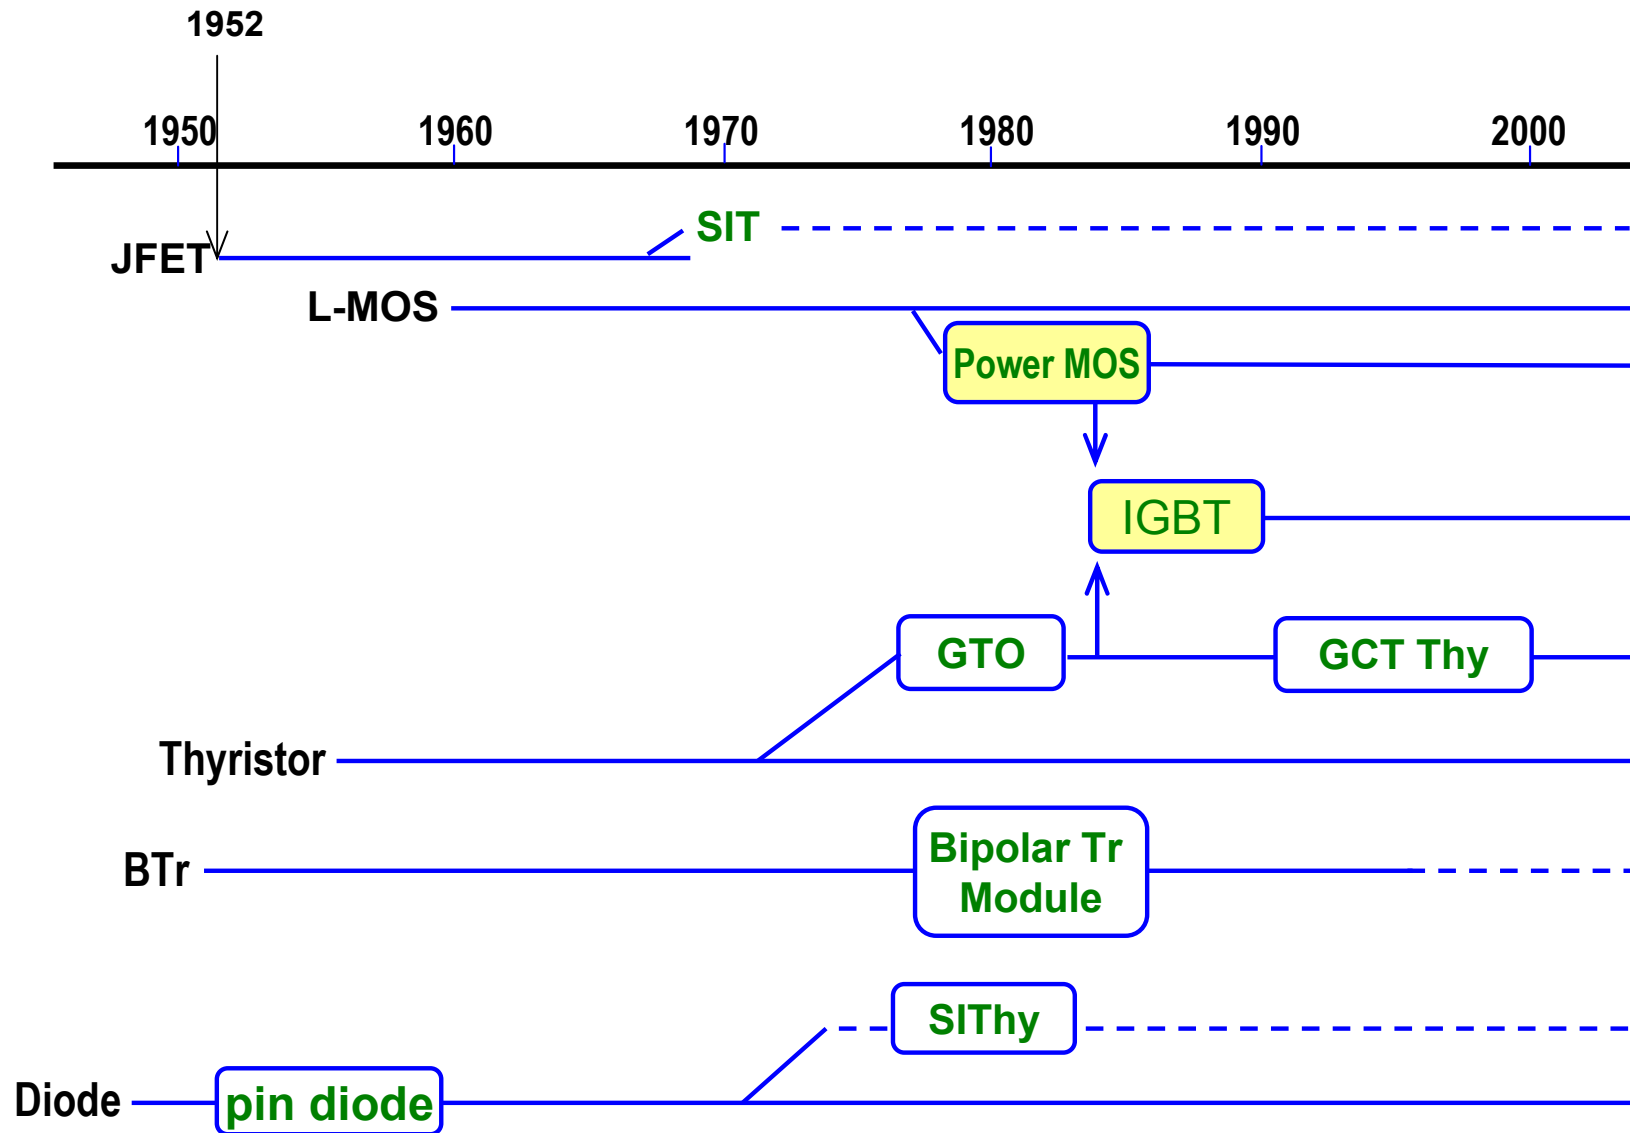 1952
1950 1960 1970 1980 1990 2000
SIT
JFET
L-MOS
Power MOS
IGBT
GTO
GCT Thy
Thyristor
Bipolar Tr
Module
BTr
SIThy
Diode
pin diode